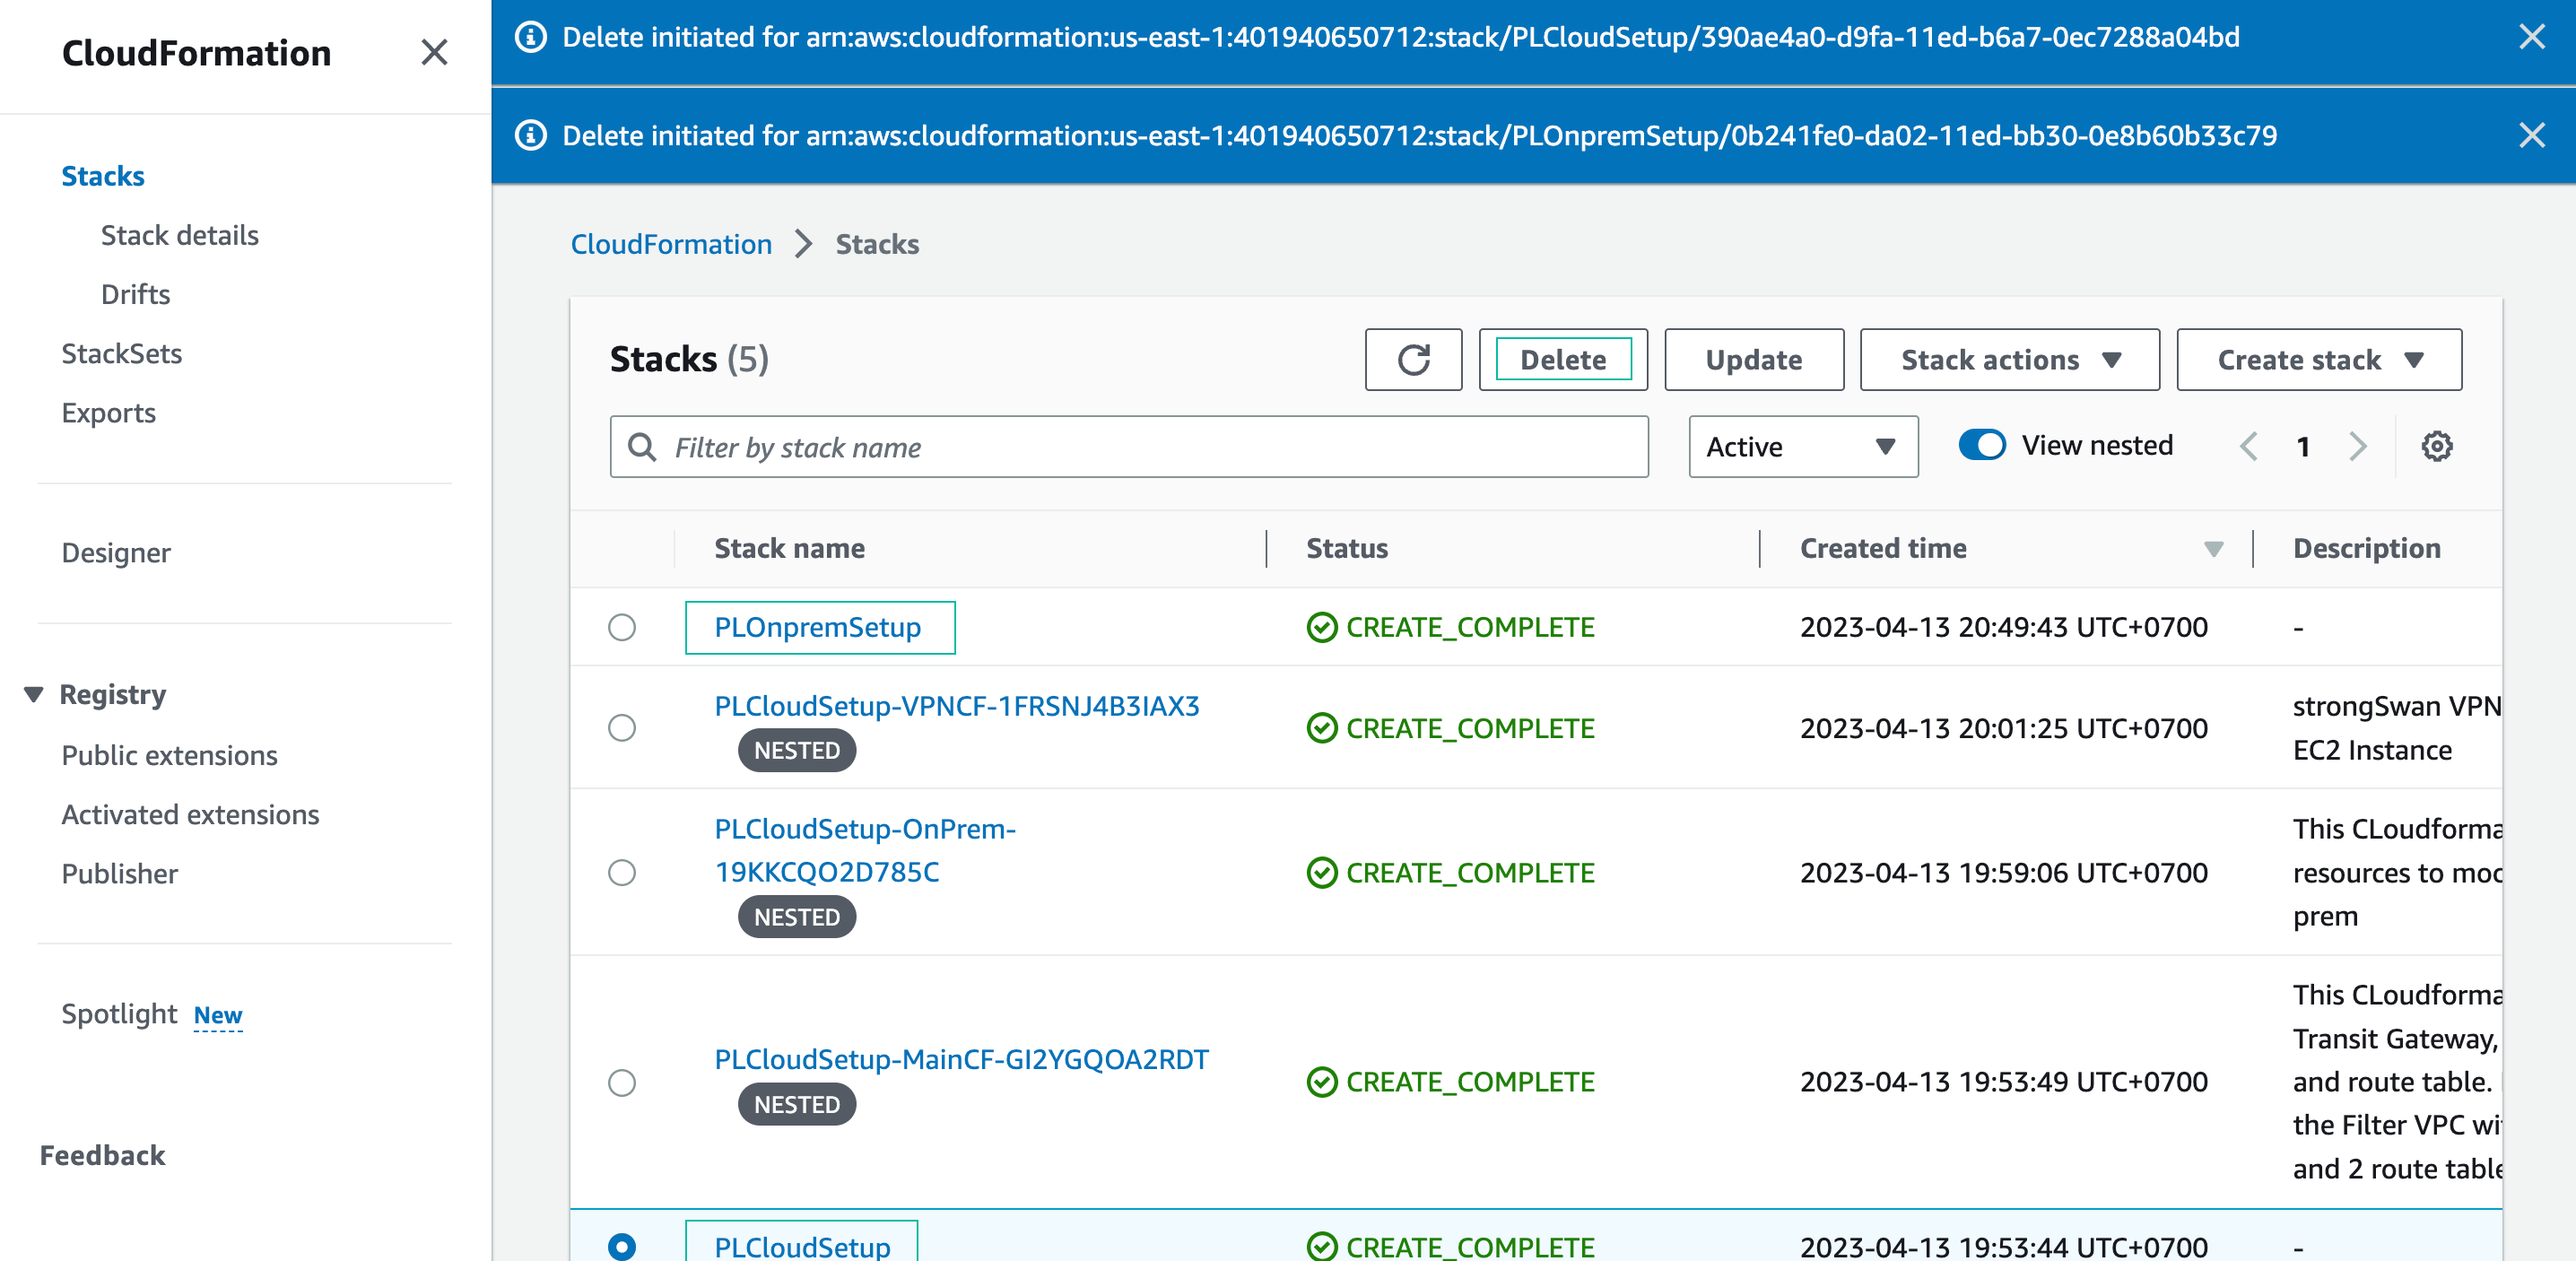 CloudFormation
Delete initiated for arn:aws:cloudformation:us-east-1:401940650712:stack/PLCloudSetup/390ae4a0-d9fa-11ed-b6a7-0ec7288a04bd
Delete initiated for arn:aws:cloudformation:us-east-1:401940650712:stack/PLOnpremSetup/0b241fe0-da02-11ed-bb30-0e8b60b33c79
Stacks
Stack details
Drifts
StackSets
Exports
Designer
Registry
Public extensions
Activated extensions
Publisher
Spotlight New
Feedback
CloudFormation > Stacks
Stacks (5)
Delete
Update
Stack actions
Create stack
Filter by stack name
Active
View nested
1
Stack name Status Created time Description
PLOnpremSetup CREATE_COMPLETE 2023-04-13 20:49:43 UTC+0700 -
PLCloudSetup-VPNCF-1FRSNJ4B3IAX3
NESTED
CREATE_COMPLETE 2023-04-13 20:01:25 UTC+0700
strongSwan VPN
EC2 Instance
PLCloudSetup-OnPrem-
19KKCQO2D785C
NESTED
CREATE_COMPLETE 2023-04-13 19:59:06 UTC+0700
This CLoudforma
resources to moc
prem
PLCloudSetup-MainCF-GI2YGQOA2RDT
NESTED
CREATE_COMPLETE 2023-04-13 19:53:49 UTC+0700
This CLoudforma
Transit Gateway,
and route table.
the Filter VPC wi
and 2 route table
PLCloudSetup CREATE_COMPLETE 2023-04-13 19:53:44 UTC+0700 -